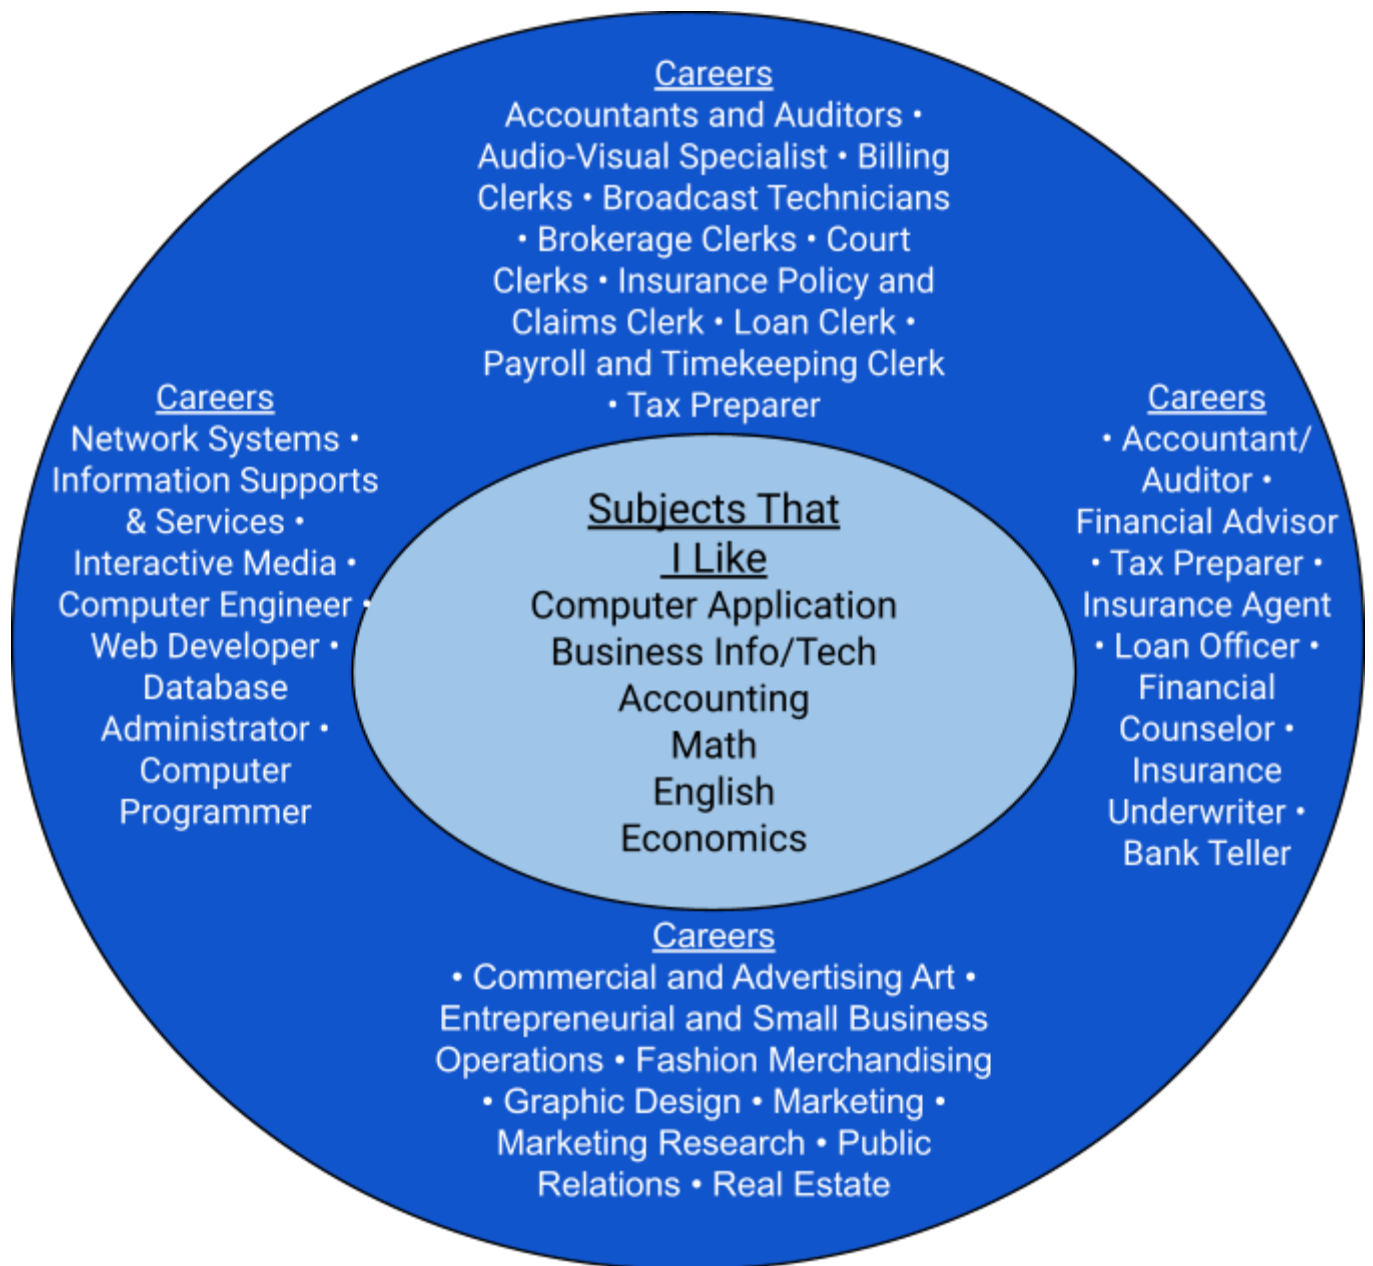 Careers
Accountants and Auditors •
Audio-Visual Specialist • Billing
Clerks • Broadcast Technicians
• Brokerage Clerks • Court
Clerks • Insurance Policy and
Claims Clerk • Loan Clerk •
Payroll and Timekeeping Clerk
• Tax Preparer
Careers
Network Systems •
Information Supports
& Services •
Interactive Media •
Computer Engineer •
Web Developer •
Database
Administrator •
Computer
Programmer
Subjects That
I Like
Computer Application
Business Info/Tech
Accounting
Math
English
Economics
Careers
• Accountant/
Auditor •
Financial Advisor
• Tax Preparer •
Insurance Agent
• Loan Officer •
Financial
Counselor •
Insurance
Underwriter •
Bank Teller
Careers
• Commercial and Advertising Art •
Entrepreneurial and Small Business
Operations • Fashion Merchandising
• Graphic Design • Marketing •
Marketing Research • Public
Relations • Real Estate